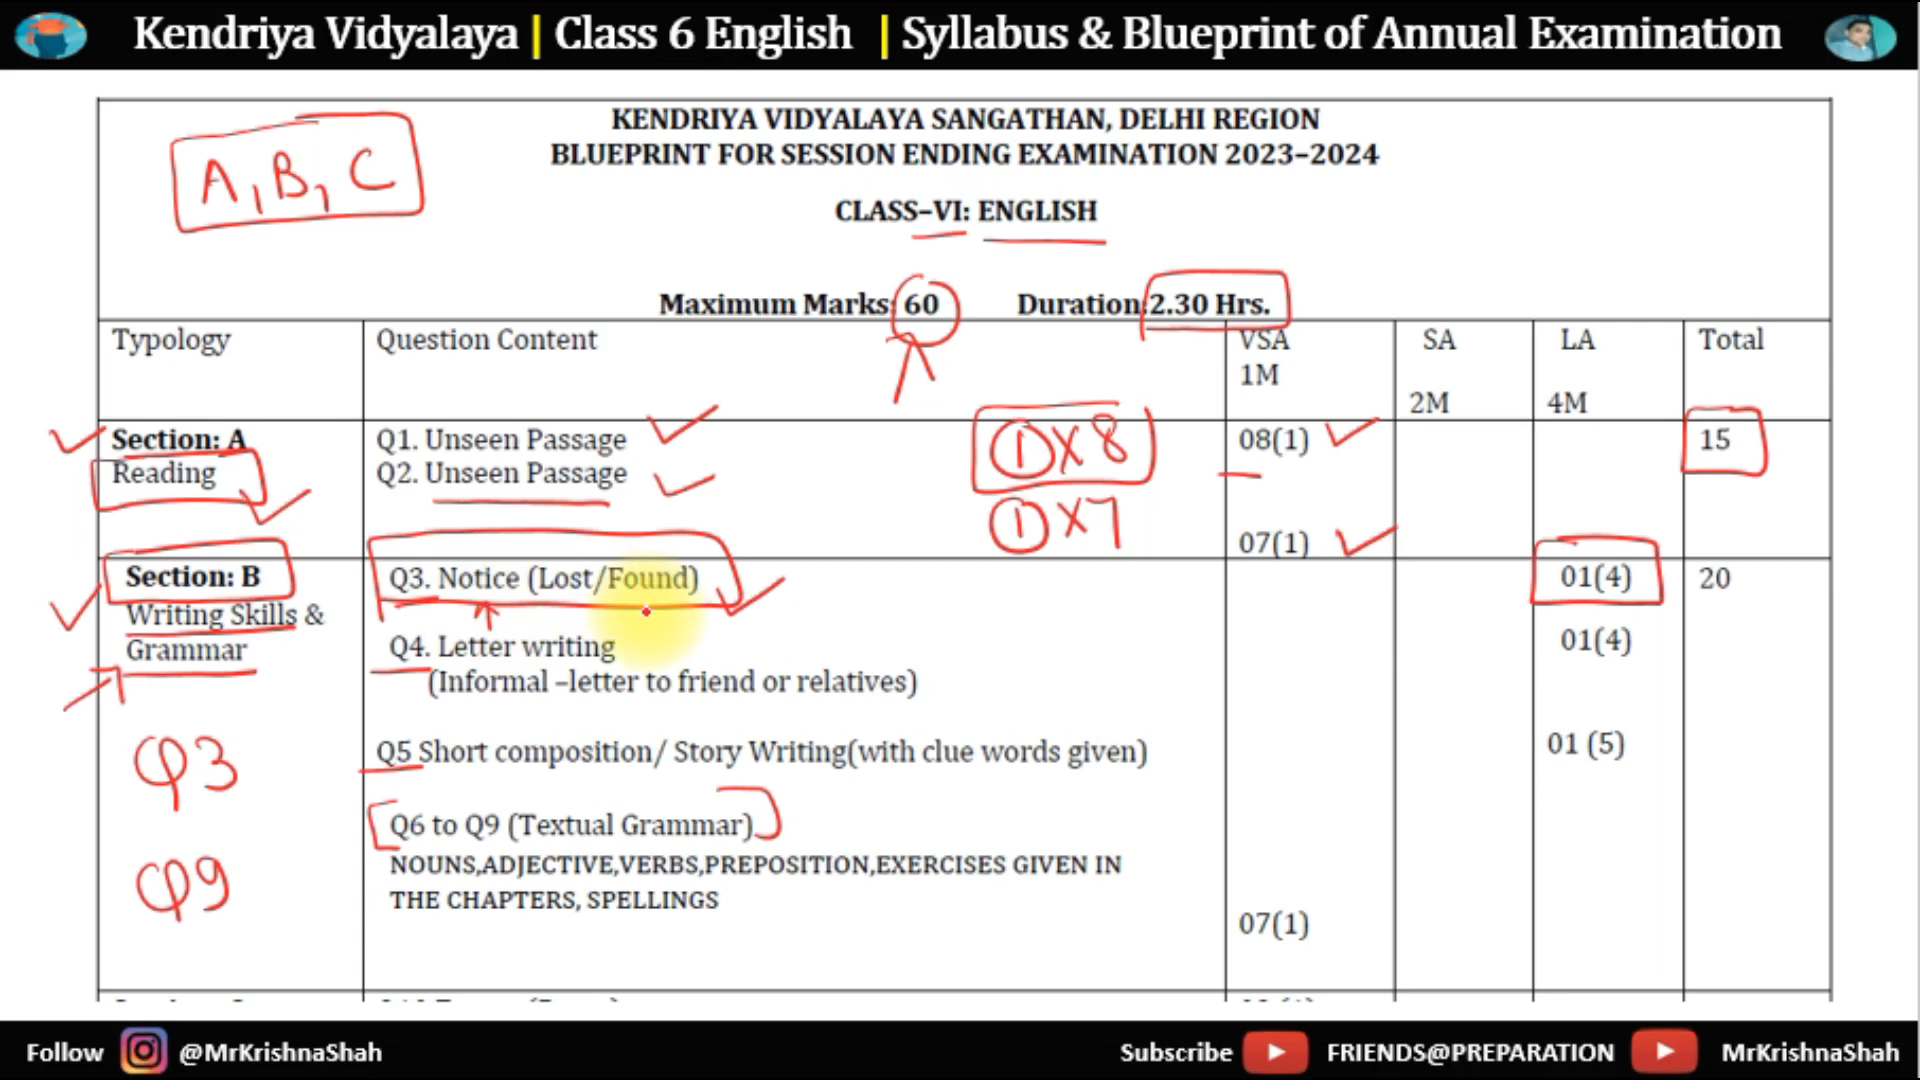 Kendriya Vidyalaya | Class 6 English | Syllabus & Blueprint of Annual Examination
KENDRIYA VIDYALAYA SANGATHAN, DELHI REGION
BLUEPRINT FOR SESSION ENDING EXAMINATION 2023–2024
A, B, C
CLASS–VI: ENGLISH
Maximum Marks: 60 Duration:2.30 Hrs.
Typology Question Content VSA SA LA Total
1M
2M 4M
Section: A Q1. Unseen Passage 1 X 8 08(1) 15
Reading Q2. Unseen Passage
1 X 7
07(1)
Section: B Q3. Notice (Lost/Found) 01(4) 20
Writing Skills &
Grammar Q4. Letter writing 01(4)
(Informal –letter to friend or relatives)
Q3 Q5 Short composition/ Story Writing(with clue words given) 01 (5)
Q6 to Q9 (Textual Grammar)
Q9 NOUNS,ADJECTIVE,VERBS,PREPOSITION,EXERCISES GIVEN IN
THE CHAPTERS, SPELLINGS
07(1)
Follow @MrKrishnaShah Subscribe FRIENDS@PREPARATION MrKrishnaShah